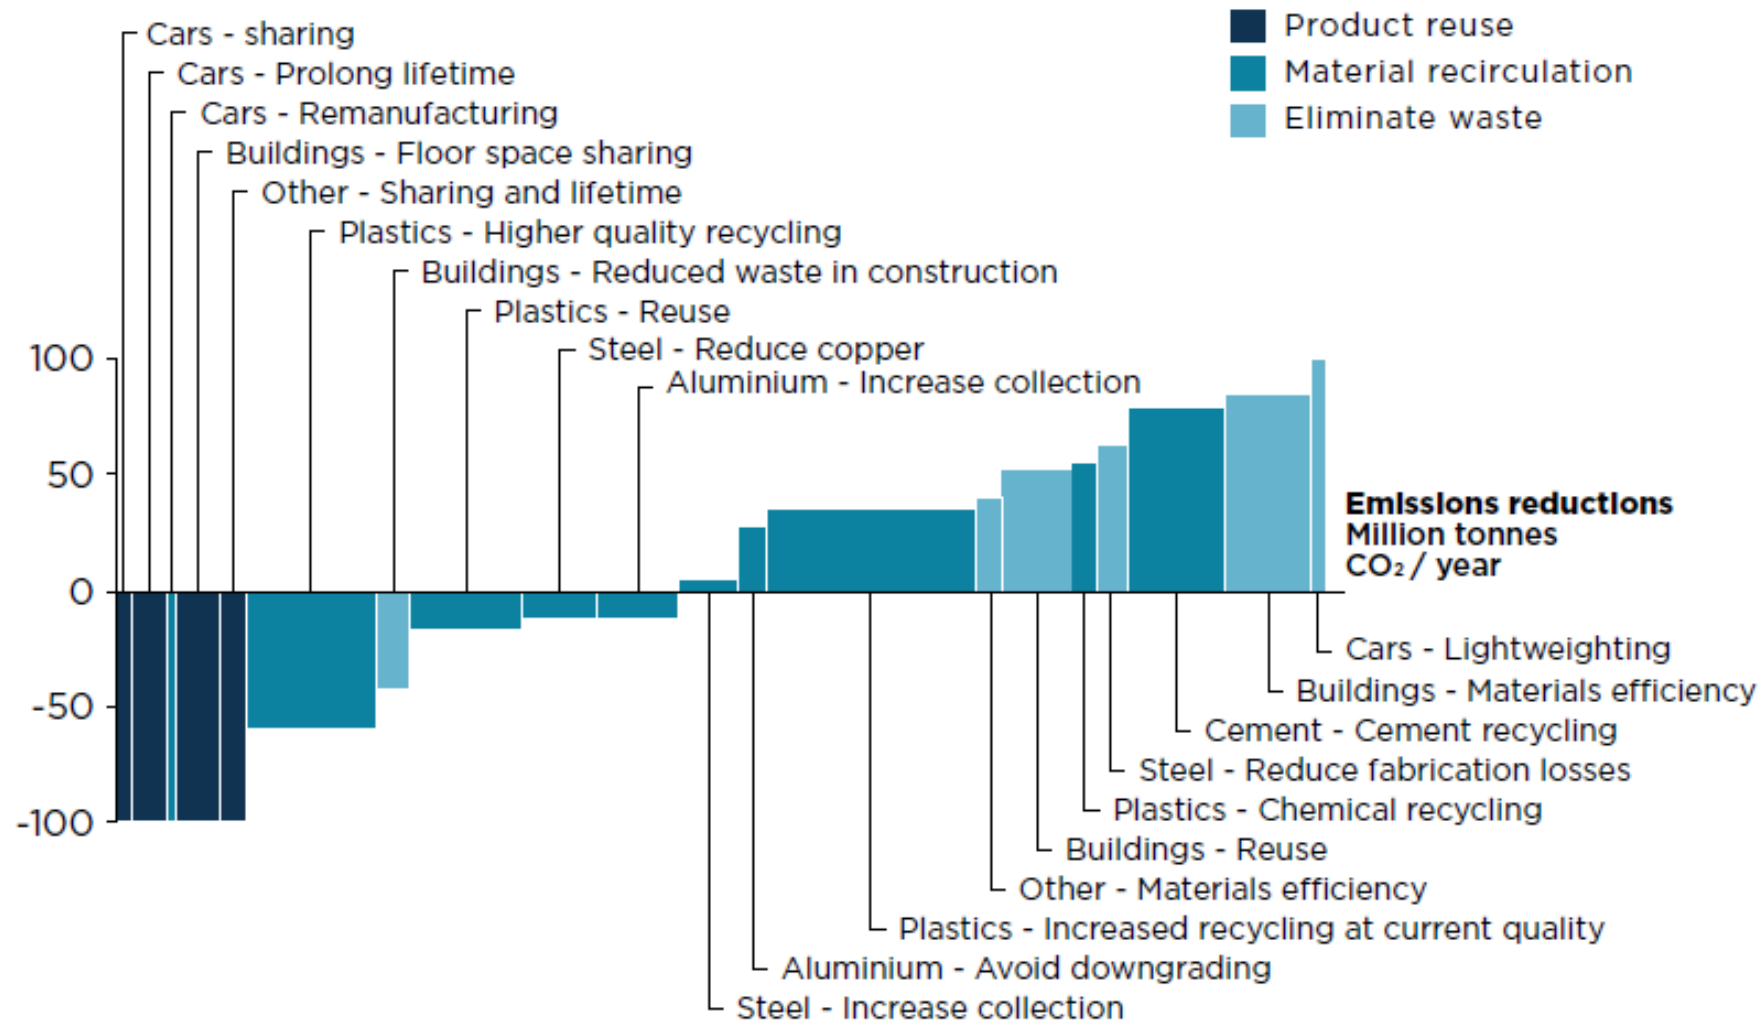 Product reuse
Material recirculation
Eliminate waste
Cars - sharing
Cars - Prolong lifetime
Cars - Remanufacturing
Buildings - Floor space sharing
Other - Sharing and lifetime
Plastics - Higher quality recycling
Buildings - Reduced waste in construction
Plastics - Reuse
Steel - Reduce copper
Aluminium - Increase collection
100
50
0
-50
-100
Emissions reductions
Million tonnes
CO₂ / year
Cars - Lightweighting
Buildings - Materials efficiency
Cement - Cement recycling
Steel - Reduce fabrication losses
Plastics - Chemical recycling
Buildings - Reuse
Other - Materials efficiency
Plastics - Increased recycling at current quality
Aluminium - Avoid downgrading
Steel - Increase collection